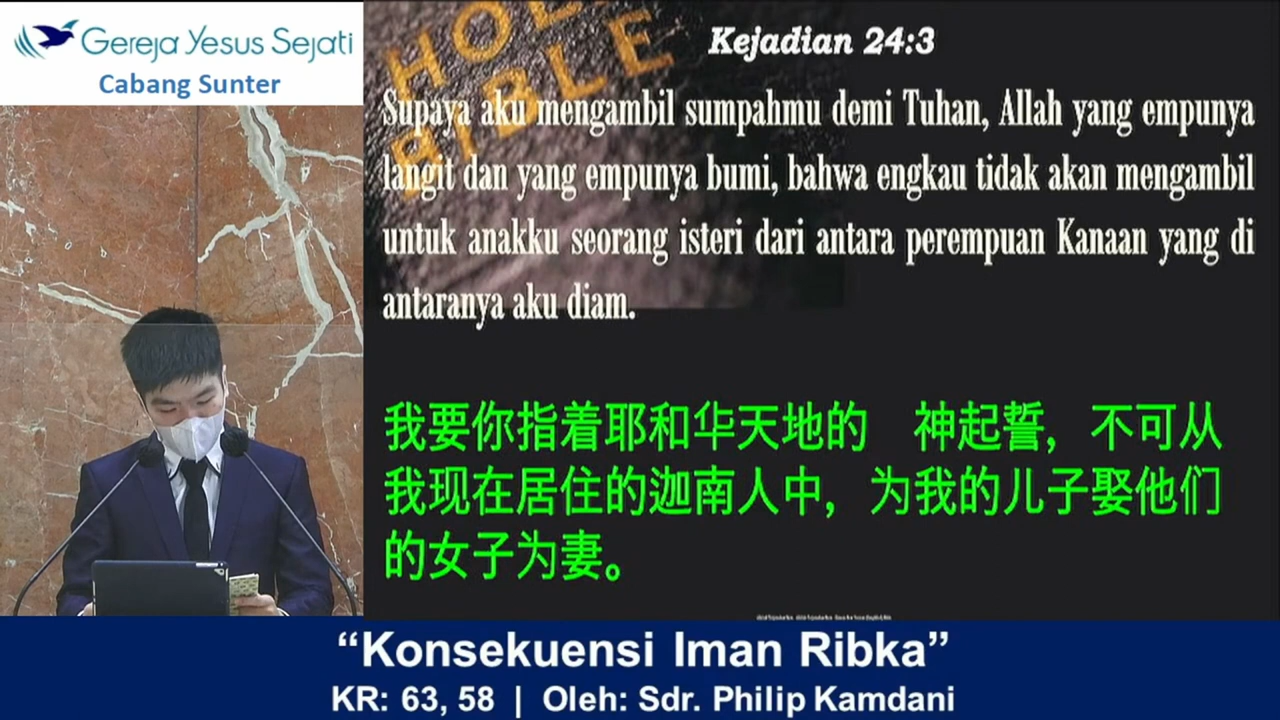 Gereja Yesus Sejati
Cabang Sunter
HOLY
BIBLE
Kejadian 24:3
Supaya aku mengambil sumpahmu demi Tuhan, Allah yang empunya
langit dan yang empunya bumi, bahwa engkau tidak akan mengambil
untuk anakku seorang isteri dari antara perempuan Kanaan yang di
antaranya aku diam.
我要你指着耶和华天地的　神起誓，不可从
我现在居住的迦南人中，为我的儿子娶他们
的女子为妻。
“Konsekuensi Iman Ribka”
KR: 63, 58 | Oleh: Sdr. Philip Kamdani